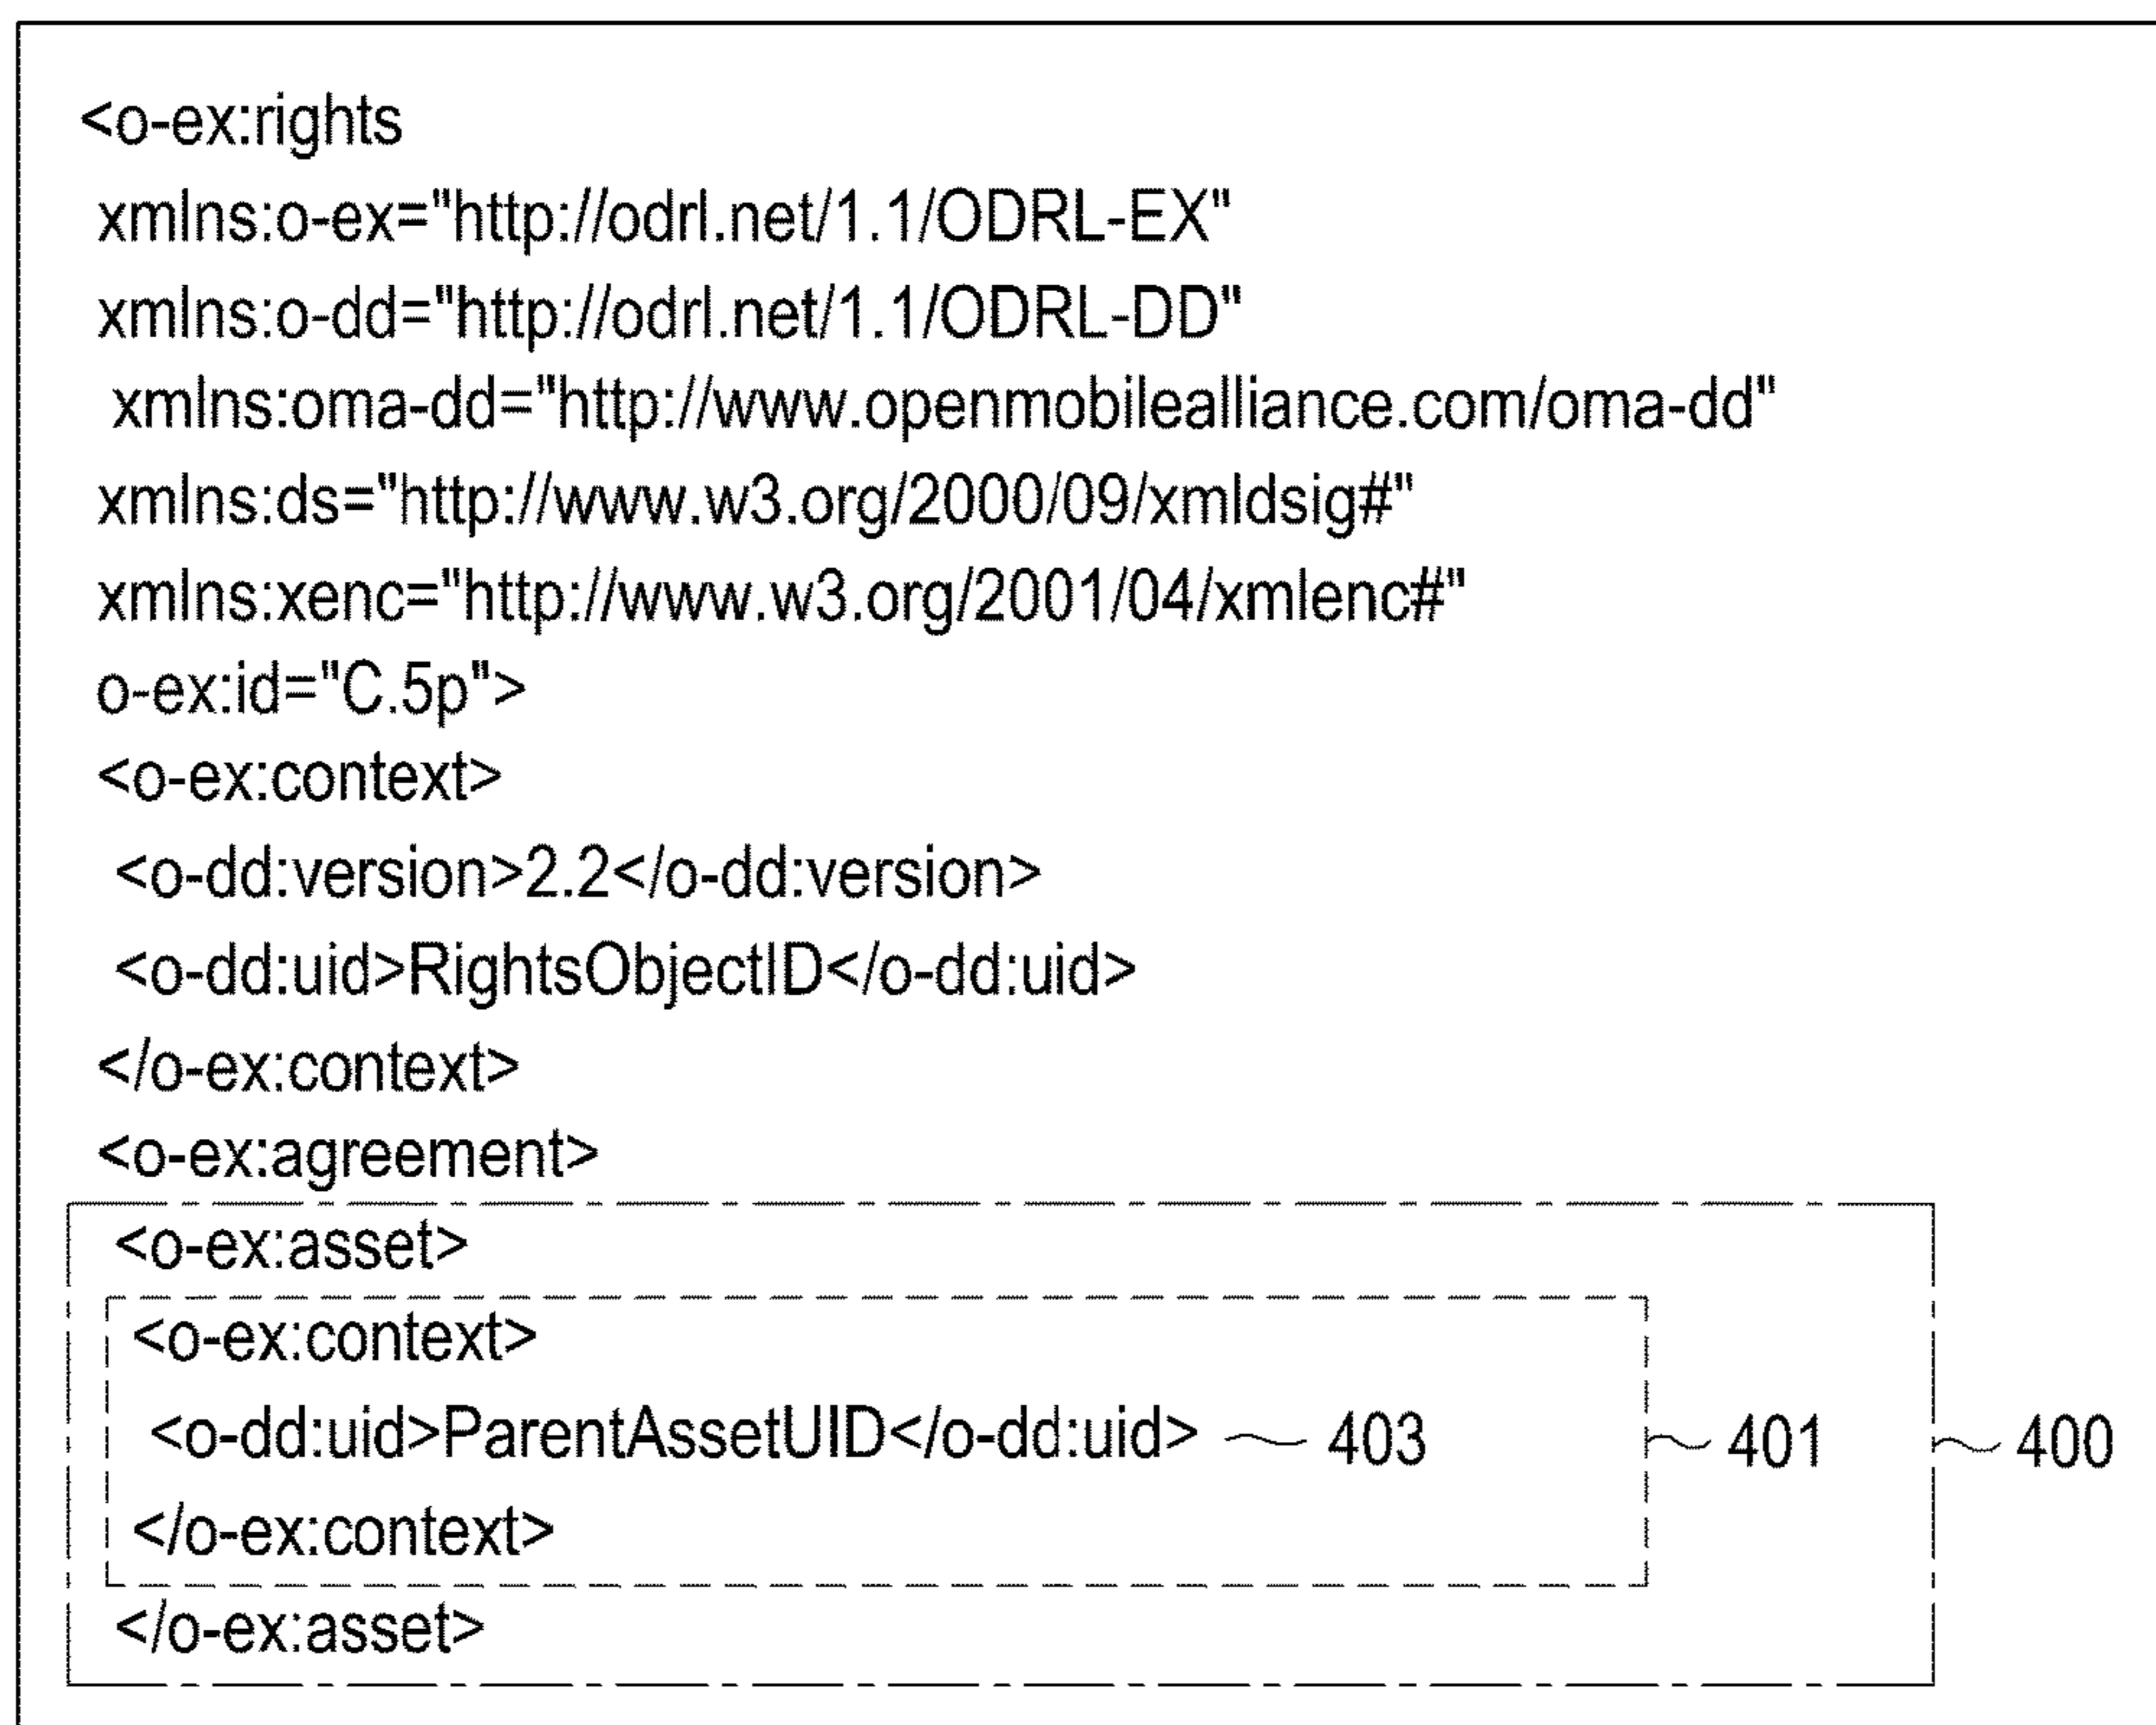 <o-ex:rights
xmlns:o-ex="http://odrl.net/1.1/ODRL-EX"
xmlns:o-dd="http://odrl.net/1.1/ODRL-DD"
xmlns:oma-dd="http://www.openmobilealliance.com/oma-dd"
xmlns:ds="http://www.w3.org/2000/09/xmldsig#"
xmlns:xenc="http://www.w3.org/2001/04/xmlenc#"
o-ex:id="C.5p">
<o-ex:context>
<o-dd:version>2.2</o-dd:version>
<o-dd:uid>RightsObjectID</o-dd:uid>
</o-ex:context>
<o-ex:agreement>
<o-ex:asset>
<o-ex:context>
<o-dd:uid>ParentAssetUID</o-dd:uid> 403 401 400
</o-ex:context>
</o-ex:asset>